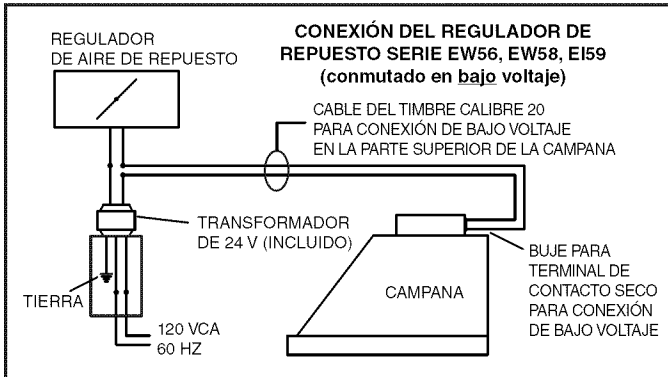 CONEXIÓN DEL REGULADOR DE
REPUESTO SERIE EW56, EW58, EI59
(conmutado en bajo voltaje)
REGULADOR
DE AIRE DE REPUESTO
CABLE DEL TIMBRE CALIBRE 20
PARA CONEXIÓN DE BAJO VOLTAJE
EN LA PARTE SUPERIOR DE LA CAMPANA
TRANSFORMADOR
DE 24 V (INCLUIDO)
TIERRA
120 VCA
60 HZ
CAMPANA
BUJE PARA
TERMINAL DE
CONTACTO SECO
PARA CONEXIÓN
DE BAJO VOLTAJE